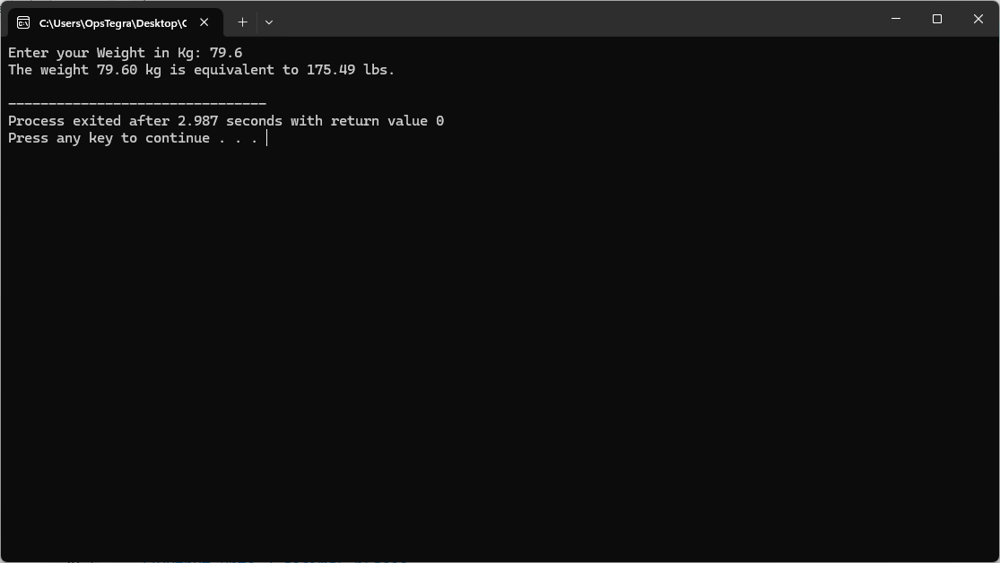 C:\Users\OpsTegra\Desktop\C
Enter your Weight in Kg: 79.6
The weight 79.60 kg is equivalent to 175.49 lbs.
--------------------------------
Process exited after 2.987 seconds with return value 0
Press any key to continue . . .